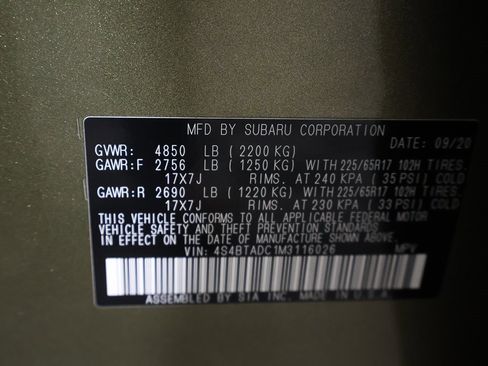 MFD BY SUBARU CORPORATION
DATE: 09/20
GVWR: 4850 LB ( 2200 KG)
GAWR:F 2756 LB ( 1250 KG) WITH 225/65R17 102H TIRES.
17X7J RIMS. AT 240 KPA ( 35 PSI) COLD
GAWR:R 2690 LB ( 1220 KG) WITH 225/65R17 102H TIRES.
17X7J RIMS. AT 230 KPA ( 33 PSI) COLD
THIS VEHICLE CONFORMS TO ALL APPLICABLE FEDERAL MOTOR
VEHICLE SAFETY AND THEFT PREVENTION STANDARDS
IN EFFECT ON THE DATE OF MANUFACTURE SHOWN ABOVE.
VIN: 4S4BTADC1M3116026 MPV
ASSEMBLED BY SIA INC. MADE IN U.S.A.